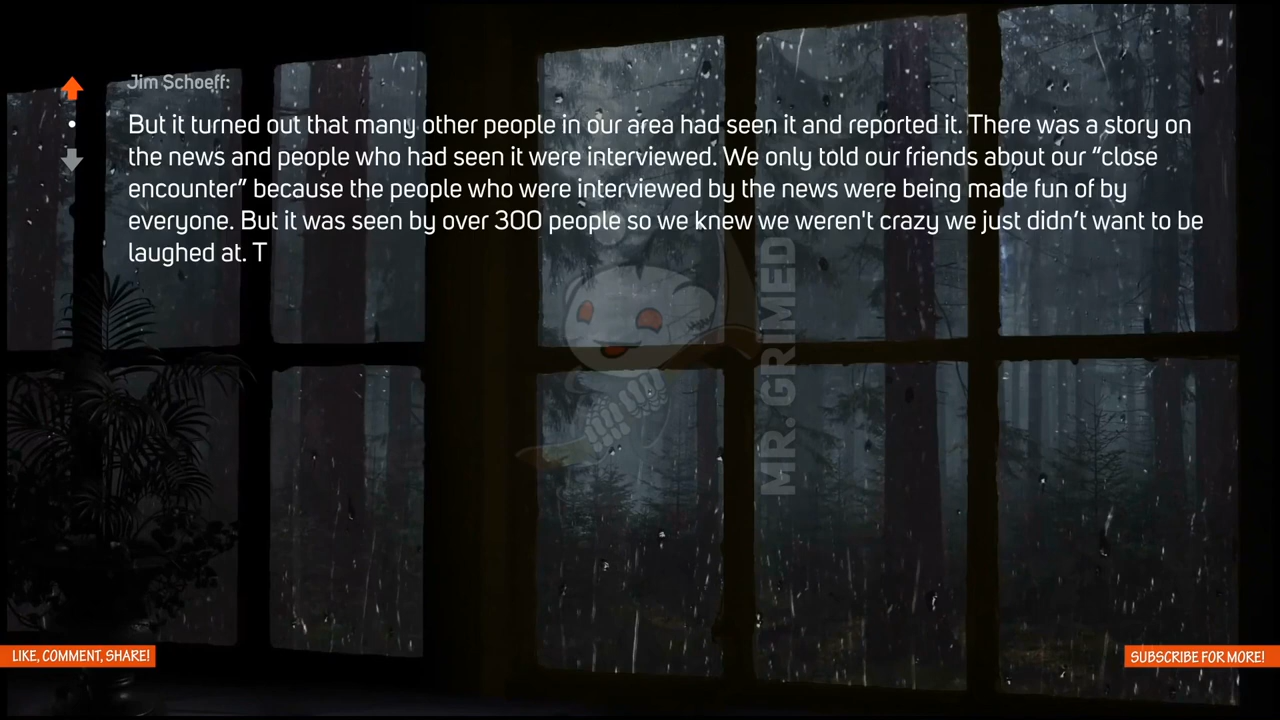 Jim Schoeff:
But it turned out that many other people in our area had seen it and reported it. There was a story on
the news and people who had seen it were interviewed. We only told our friends about our “close
encounter” because the people who were interviewed by the news were being made fun of by
everyone. But it was seen by over 300 people so we knew we weren't crazy we just didn’t want to be
laughed at. T
MR. GRIMED
LIKE, COMMENT, SHARE!
SUBSCRIBE FOR MORE!